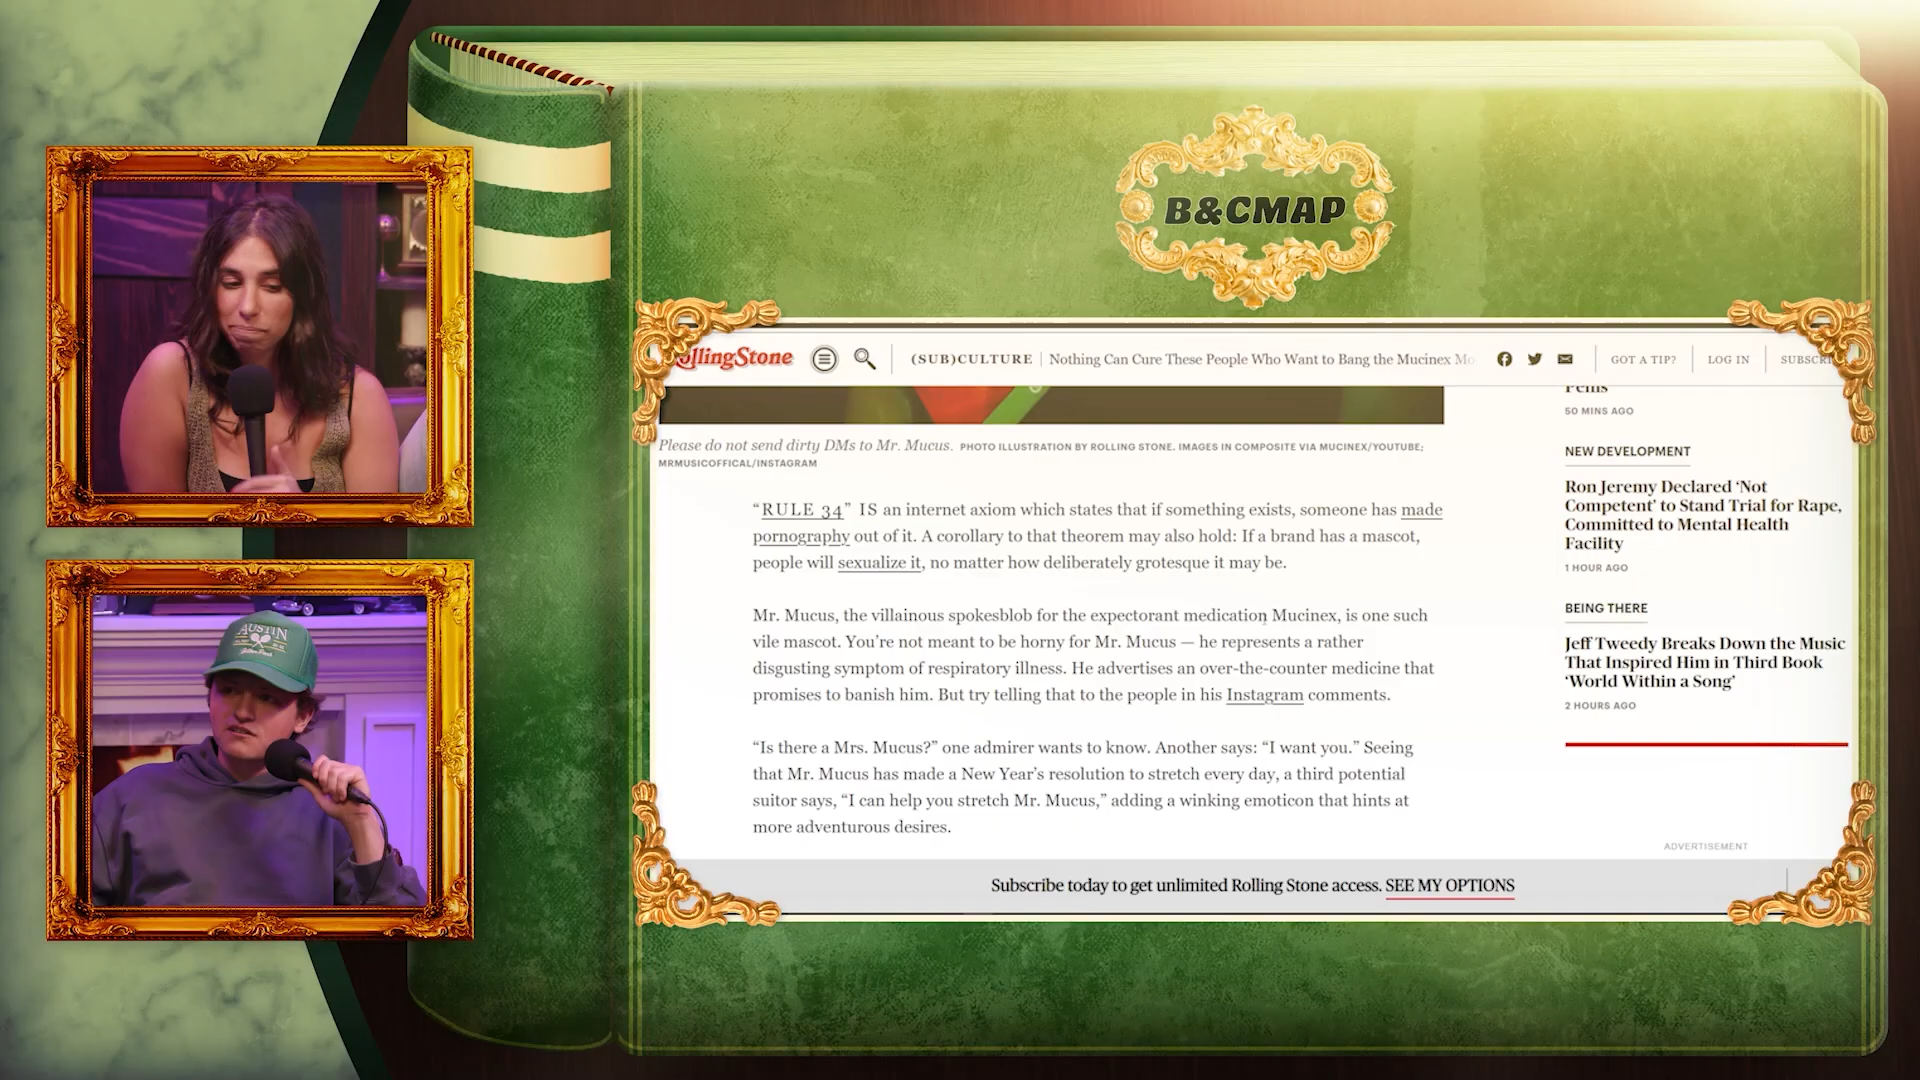 B&CMAP
RollingStone
(SUB)CULTURE | Nothing Can Cure These People Who Want to Bang the Mucinex Mo
GOT A TIP?
LOG IN
Please do not send dirty DMs to Mr. Mucus. PHOTO ILLUSTRATION BY ROLLING STONE. IMAGES IN COMPOSITE VIA MUCINEX/YOUTUBE;
MRMUSICOFFICAL/INSTAGRAM
“RULE 34” IS an internet axiom which states that if something exists, someone has made
pornography out of it. A corollary to that theorem may also hold: If a brand has a mascot,
people will sexualize it, no matter how deliberately grotesque it may be.
Mr. Mucus, the villainous spokesblob for the expectorant medication Mucinex, is one such
vile mascot. You’re not meant to be horny for Mr. Mucus — he represents a rather
disgusting symptom of respiratory illness. He advertises an over-the-counter medicine that
promises to banish him. But try telling that to the people in his Instagram comments.
“Is there a Mrs. Mucus?” one admirer wants to know. Another says: “I want you.” Seeing
that Mr. Mucus has made a New Year’s resolution to stretch every day, a third potential
suitor says, “I can help you stretch Mr. Mucus,” adding a winking emoticon that hints at
more adventurous desires.
50 MINS AGO
NEW DEVELOPMENT
Ron Jeremy Declared ‘Not
Competent’ to Stand Trial for Rape,
Committed to Mental Health
Facility
1 HOUR AGO
BEING THERE
Jeff Tweedy Breaks Down the Music
That Inspired Him in Third Book
‘World Within a Song’
2 HOURS AGO
ADVERTISEMENT
Subscribe today to get unlimited Rolling Stone access. SEE MY OPTIONS
AUSTIN